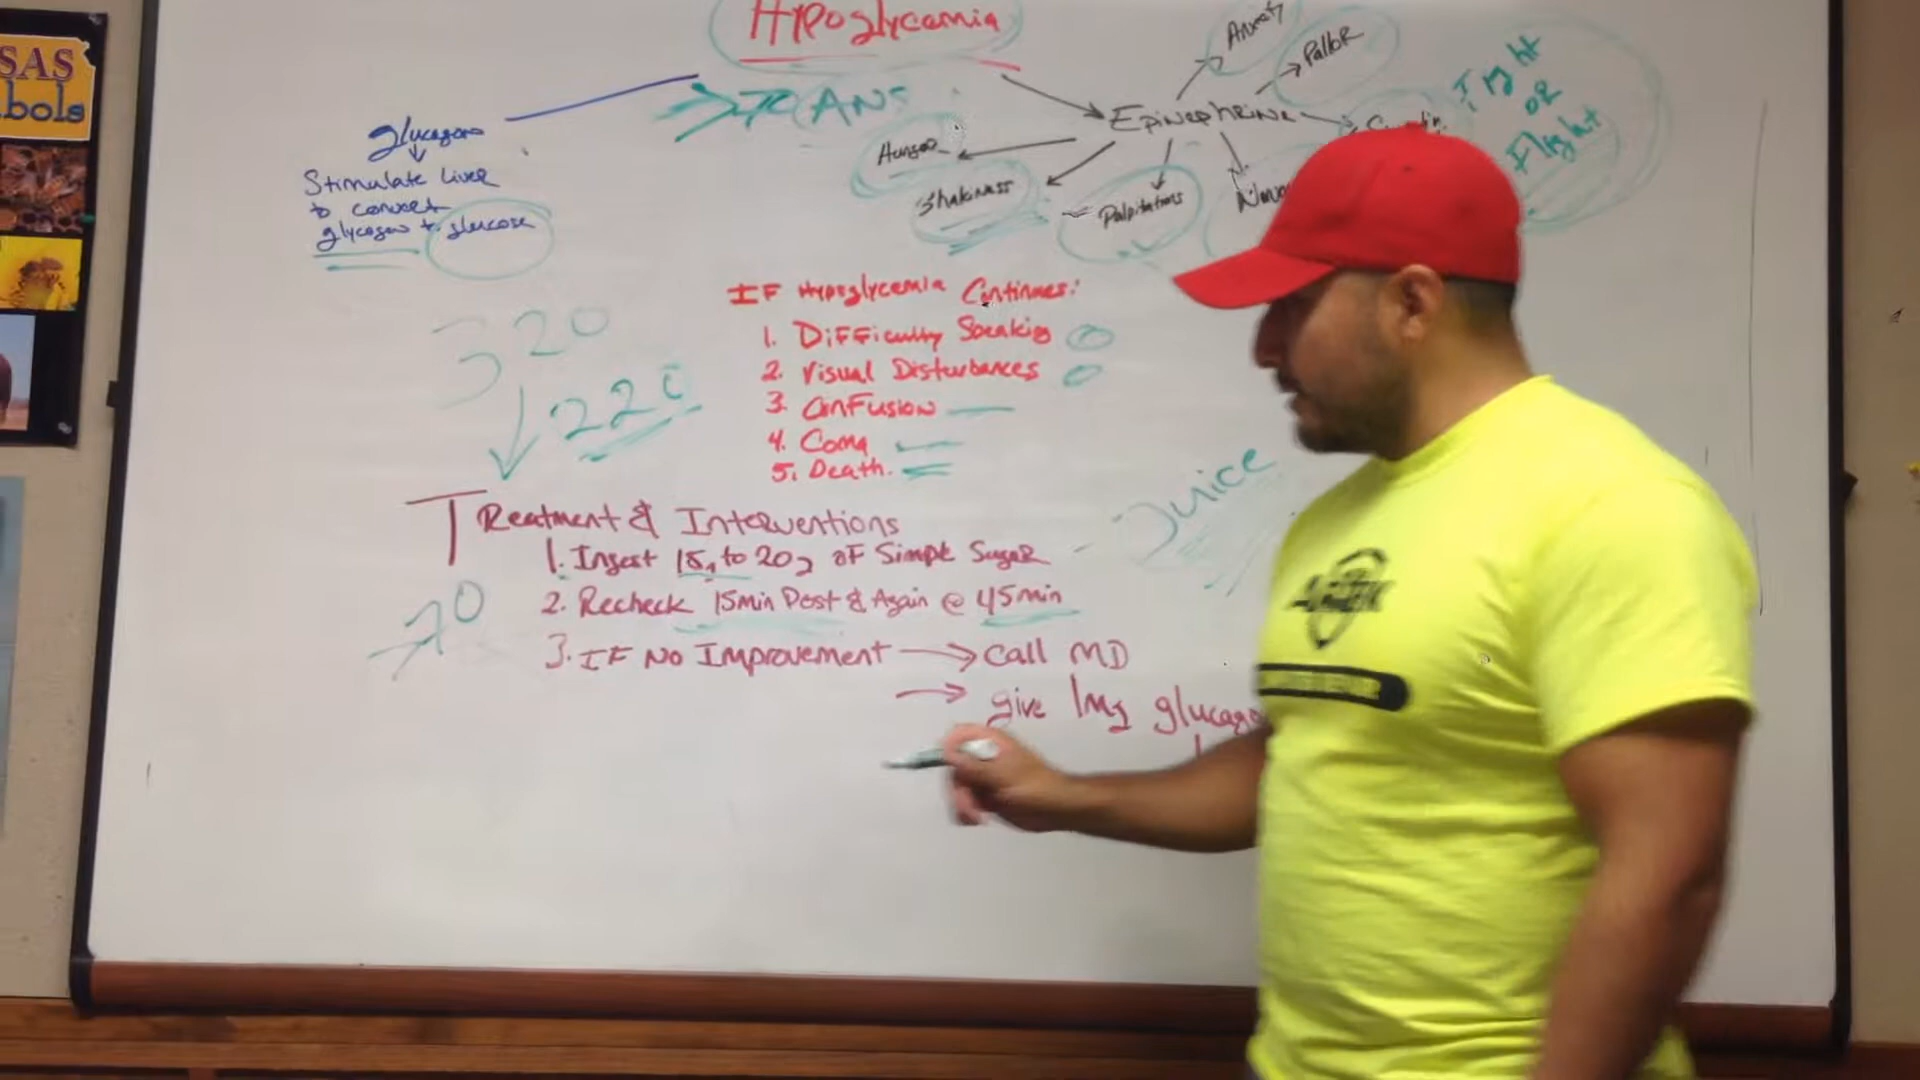 SAS
bols
Hypoglycemia
70 ANS
glucagon
Stimulate Liver
to convert
glycogen to glucose
Epinephrine
Anxiety
Pallor
Hunger
Shakiness
Palpitations
Fight
OR
Flight
320
220
IF Hypoglycemia Continues:
1. Difficulty Speaking
2. Visual Disturbances
3. Confusion
4. Coma
5. Death.
Juice
Treatment & Interventions
1. Ingest 15g to 20g of Simple Sugar
2. Recheck 15min Post & Again @ 45min
70
3. IF No Improvement → Call MD
→ give 1mg glucago